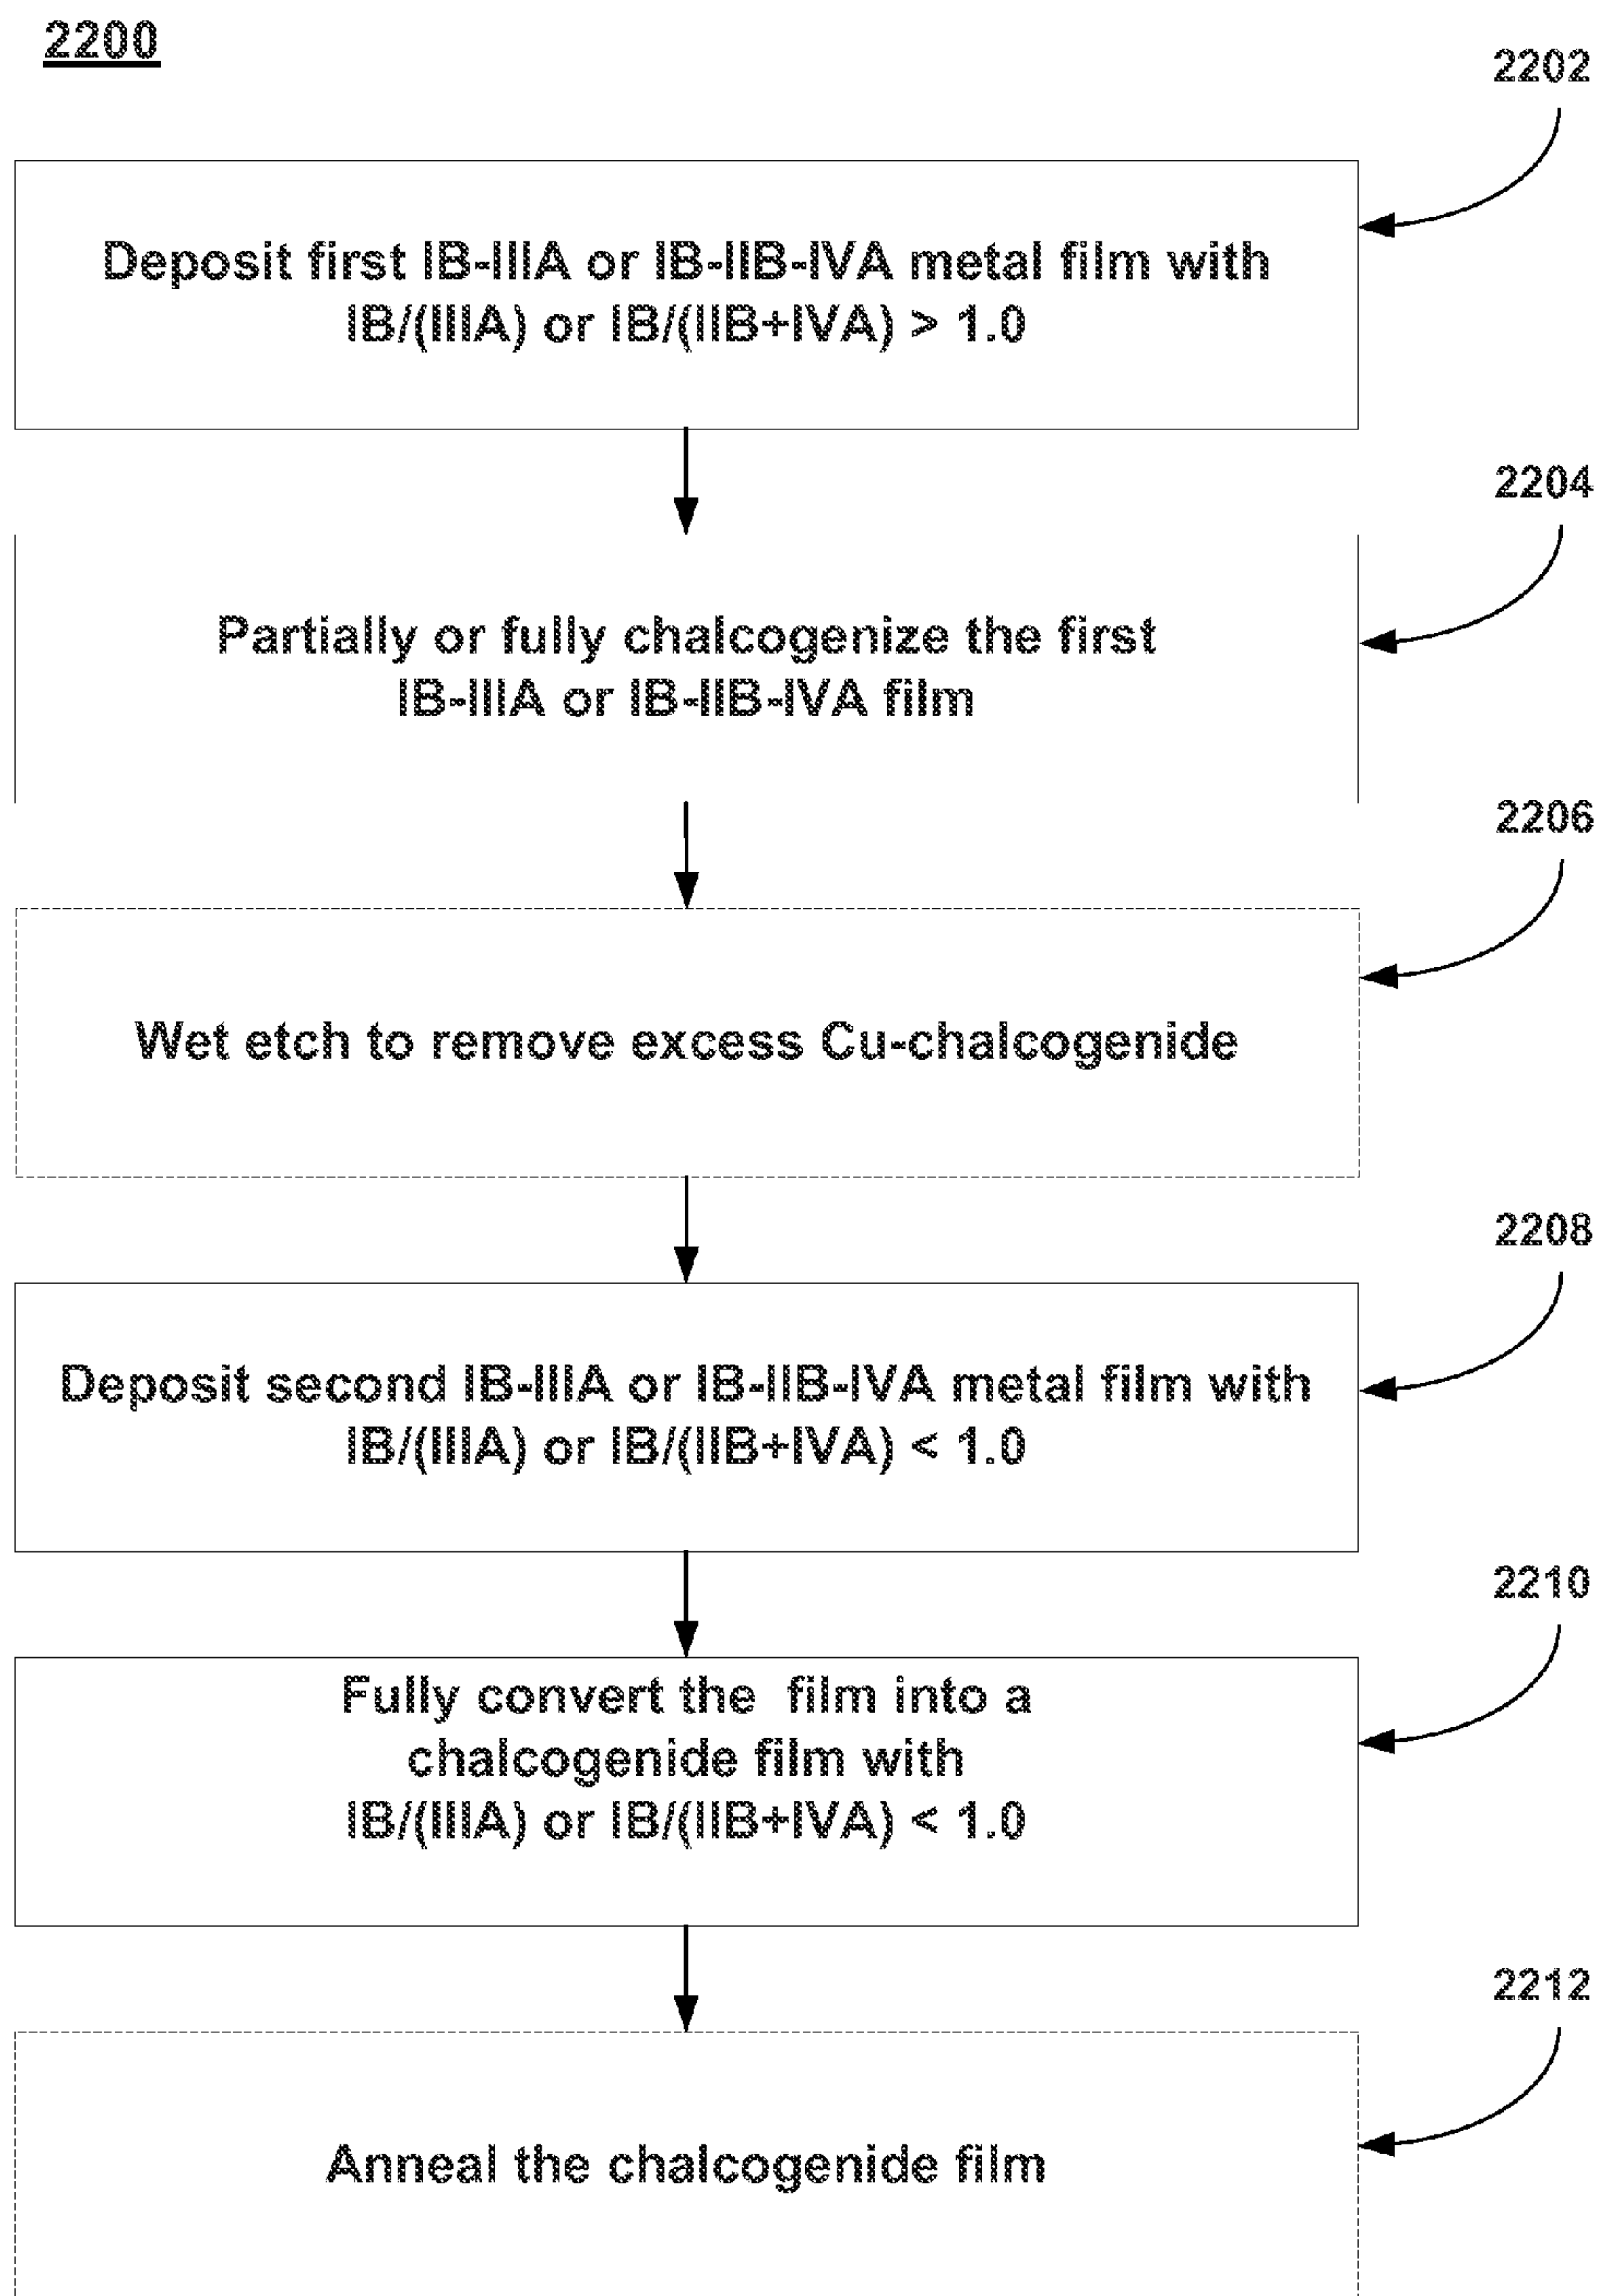 2200
2202
Deposit first IB-IIIA or IB-IIB-IVA metal film with
IB/(IIIA) or IB/(IIB+IVA) > 1.0
2204
Partially or fully chalcogenize the first
IB-IIIA or IB-IIB-IVA film
2206
Wet etch to remove excess Cu-chalcogenide
2208
Deposit second IB-IIIA or IB-IIB-IVA metal film with
IB/(IIIA) or IB/(IIB+IVA) < 1.0
2210
Fully convert the film into a
chalcogenide film with
IB/(IIIA) or IB/(IIB+IVA) < 1.0
2212
Anneal the chalcogenide film